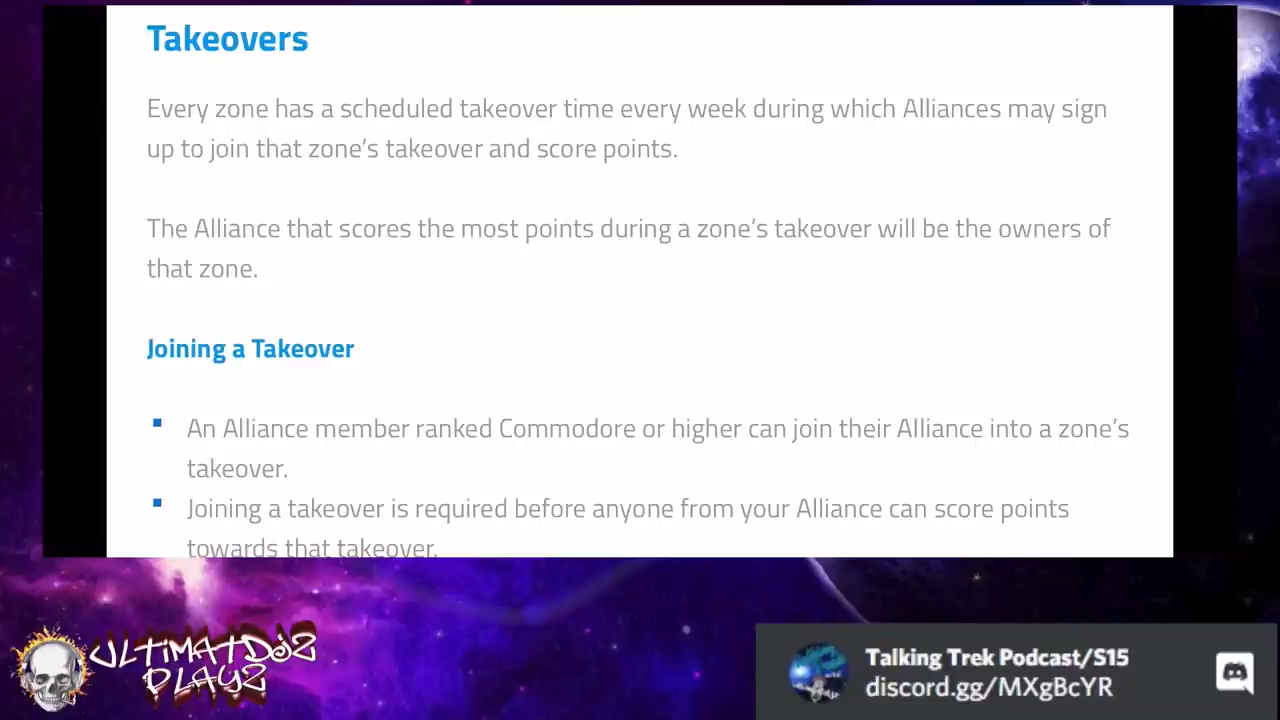 Takeovers
Every zone has a scheduled takeover time every week during which Alliances may sign
up to join that zone's takeover and score points.
The Alliance that scores the most points during a zone's takeover will be the owners of
that zone.
Joining a Takeover
An Alliance member ranked Commodore or higher can join their Alliance into a zone's
takeover.
Joining a takeover is required before anyone from your Alliance can score points
towards that takeover.
ULTIMATDJZ
PLAYZ
Talking Trek Podcast/S15
discord.gg/MXgBcYR